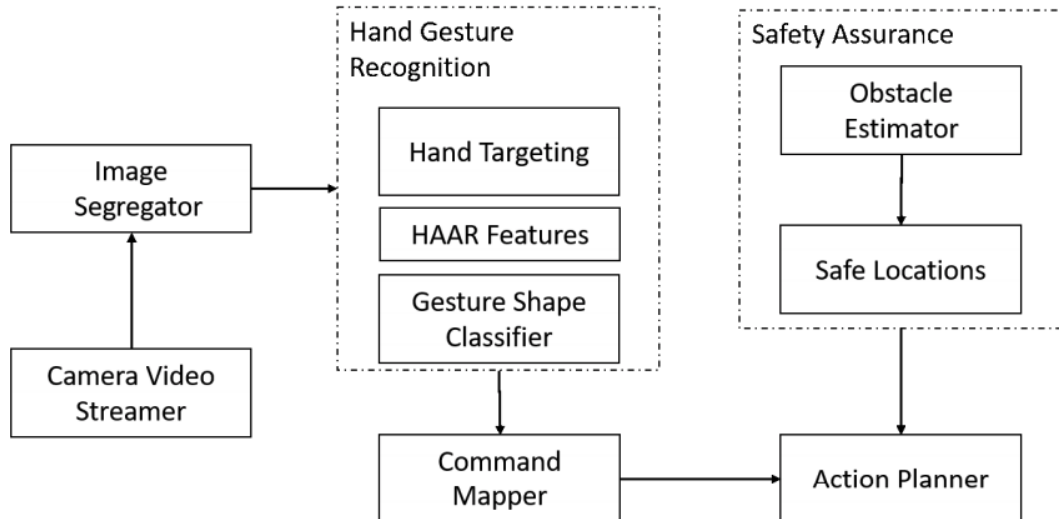 Hand Gesture
Recognition
Hand Targeting
HAAR Features
Gesture Shape
Classifier
Safety Assurance
Obstacle
Estimator
Safe Locations
Image
Segregator
Camera Video
Streamer
Command
Mapper
Action Planner